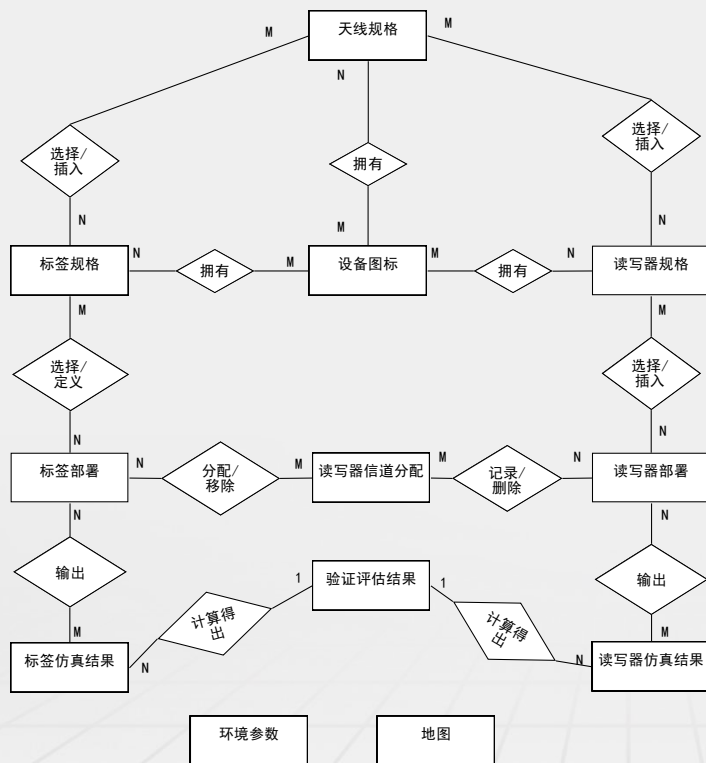 M
天线规格
M
N
选择/
插入
拥有
选择/
插入
N
M
N
标签规格
N
拥有
M
设备图标
M
拥有
N
读写器规格
M
M
选择/
定义
选择/
插入
N
N
标签部署
N
分配/
移除
M
读写器信道分配
M
记录/
删除
N
读写器部署
N
N
输出
1
验证评估结果
1
输出
计算得
出
计算得
出
M
M
标签仿真结果
N
N
读写器仿真结果
环境参数
地图